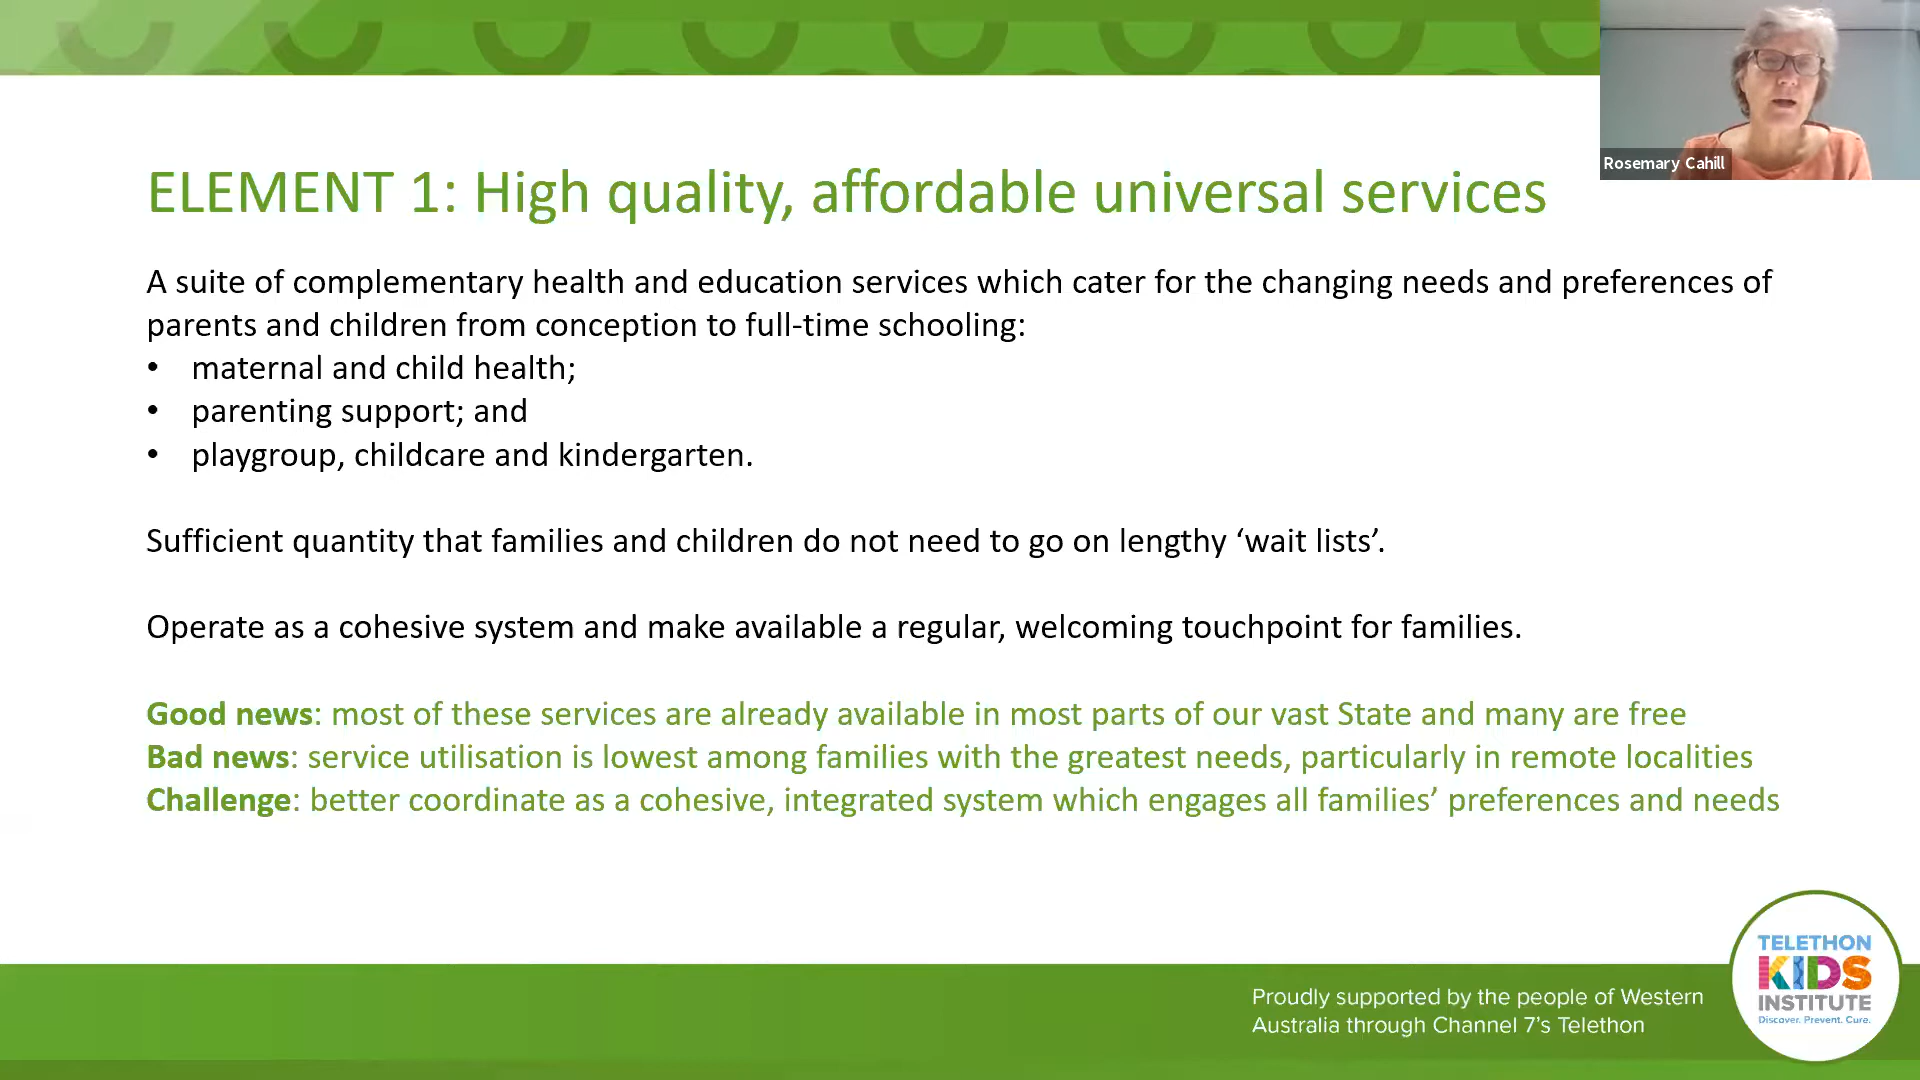 Rosemary Cahill
ELEMENT 1: High quality, affordable universal services
A suite of complementary health and education services which cater for the changing needs and preferences of
parents and children from conception to full-time schooling:
• maternal and child health;
• parenting support; and
• playgroup, childcare and kindergarten.
Sufficient quantity that families and children do not need to go on lengthy ‘wait lists’.
Operate as a cohesive system and make available a regular, welcoming touchpoint for families.
Good news: most of these services are already available in most parts of our vast State and many are free
Bad news: service utilisation is lowest among families with the greatest needs, particularly in remote localities
Challenge: better coordinate as a cohesive, integrated system which engages all families’ preferences and needs
Proudly supported by the people of Western
Australia through Channel 7’s Telethon
TELETHON
KIDS
INSTITUTE
Discover. Prevent. Cure.